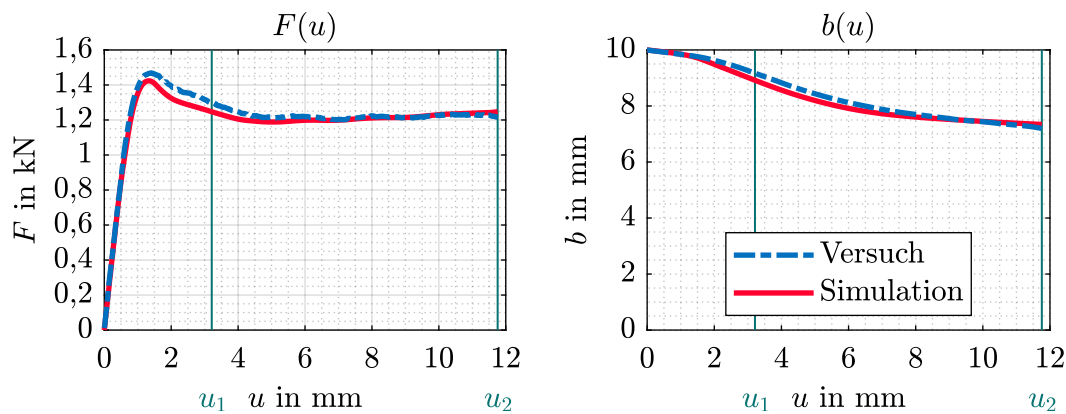 F(u)
1,6
1,4
1,2
1
0,8
0,6
0,4
0,2
0
F in kN
0 2 4 6 8 10 12
u₁ u in mm u₂
b(u)
10
8
6
4
2
0
b in mm
Versuch
Simulation
0 2 4 6 8 10 12
u₁ u in mm u₂